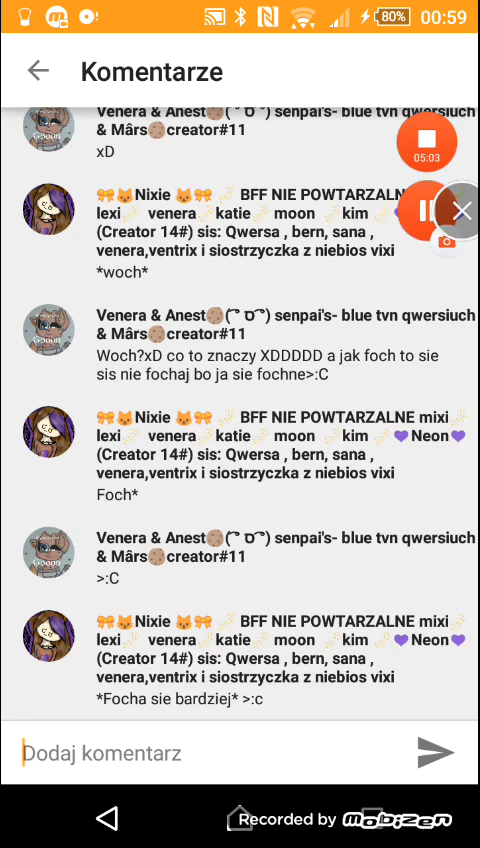 80% 00:59
Komentarze
Venera & Anest🍪( ͡° ʊ ͡°) senpai's- blue tvn qwersiuch
& Mârs🍪creator#11
xD
05:03
🎀🐱Nixie 🐱🎀 🌠 BFF NIE POWTARZALNE
lexi🌠 venera🌠katie🌠 moon 🌠kim 🌠💜
(Creator 14#) sis: Qwersa , bern, sana ,
venera,ventrix i siostrzyczka z niebios vixi
*woch*
Venera & Anest🍪( ͡° ʊ ͡°) senpai's- blue tvn qwersiuch
& Mârs🍪creator#11
Woch?xD co to znaczy XDDDDD a jak foch to sie
sis nie fochaj bo ja sie fochne>:C
🎀🐱Nixie 🐱🎀 🌠 BFF NIE POWTARZALNE mixi🌠
lexi🌠 venera🌠katie🌠 moon 🌠kim 🌠💜Neon💜
(Creator 14#) sis: Qwersa , bern, sana ,
venera,ventrix i siostrzyczka z niebios vixi
Foch*
Venera & Anest🍪( ͡° ʊ ͡°) senpai's- blue tvn qwersiuch
& Mârs🍪creator#11
>:C
🎀🐱Nixie 🐱🎀 🌠 BFF NIE POWTARZALNE mixi🌠
lexi🌠 venera🌠katie🌠 moon 🌠kim 🌠💜Neon💜
(Creator 14#) sis: Qwersa , bern, sana ,
venera,ventrix i siostrzyczka z niebios vixi
*Focha sie bardziej* >:c
Dodaj komentarz
Recorded by mobizen